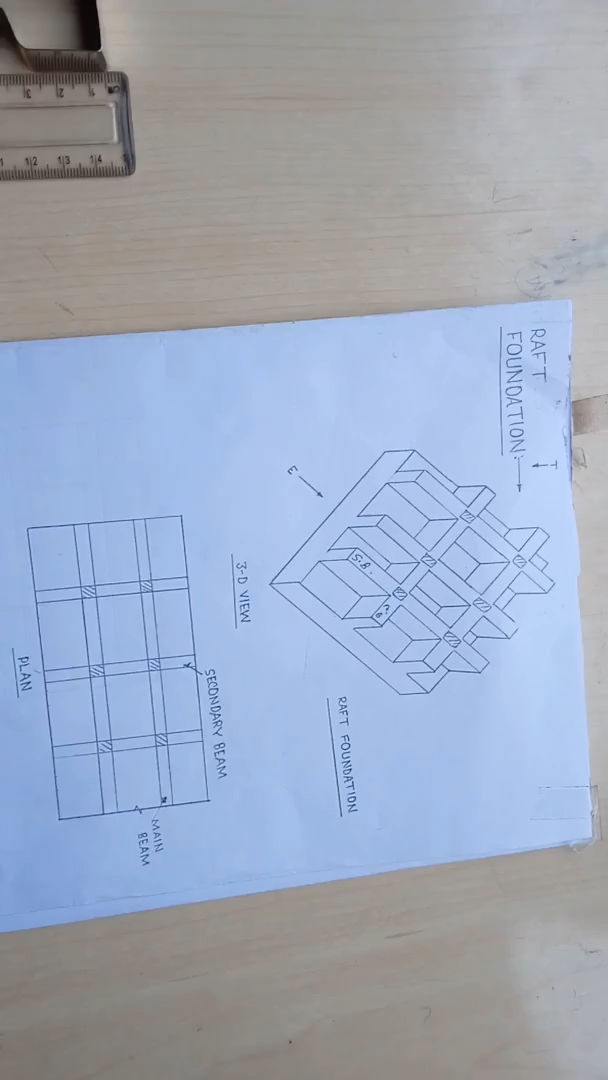 RAFT
FOUNDATION:
T
E
S.B.
M.B
3-D VIEW
RAFT FOUNDATION
SECONDARY BEAM
MAIN
BEAM
PLAN